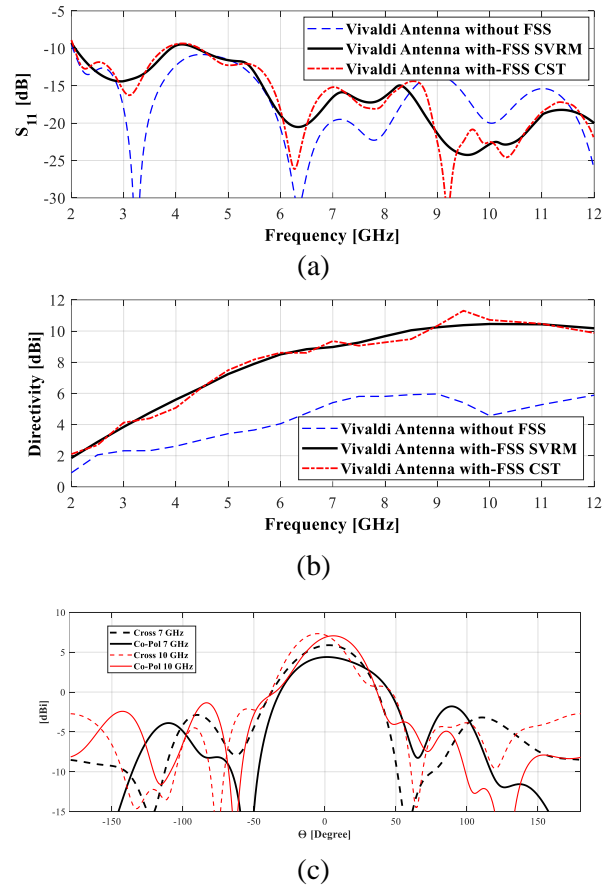 -5
-10
-15
-20
-25
-30
S11 [dB]
Vivaldi Antenna without FSS
Vivaldi Antenna with-FSS SVRM
Vivaldi Antenna with-FSS CST
2 3 4 5 6 7 8 9 10 11 12
Frequency [GHz]
(a)
12
10
8
6
4
2
0
Directivity [dBi]
Vivaldi Antenna without FSS
Vivaldi Antenna with-FSS SVRM
Vivaldi Antenna with-FSS CST
2 3 4 5 6 7 8 9 10 11 12
Frequency [GHz]
(b)
10
5
0
-5
-10
-15
[dBi]
Cross 7 GHz
Co-Pol 7 GHz
Cross 10 GHz
Co-Pol 10 GHz
-150 -100 -50 0 50 100 150
Θ [Degree]
(c)